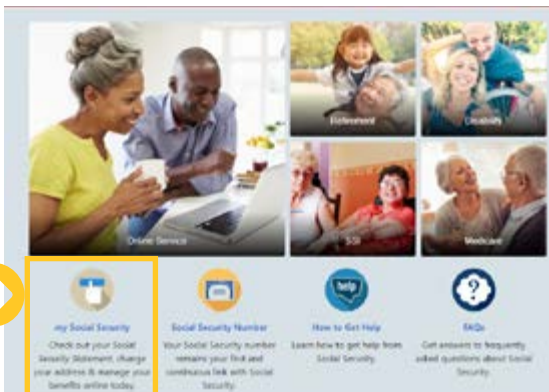 Retirement
Disability
Online Service
SSI
Medicare
help
?
my Social Security
Check out your Social
Security Statement, change
your address & manage your
benefits online today.
Social Security Number
Your Social Security number
remains your first and
continuous link with Social
Security.
How to Get Help
Learn how to get help from
Social Security.
FAQs
Get answers to frequently
asked questions about Social
Security.